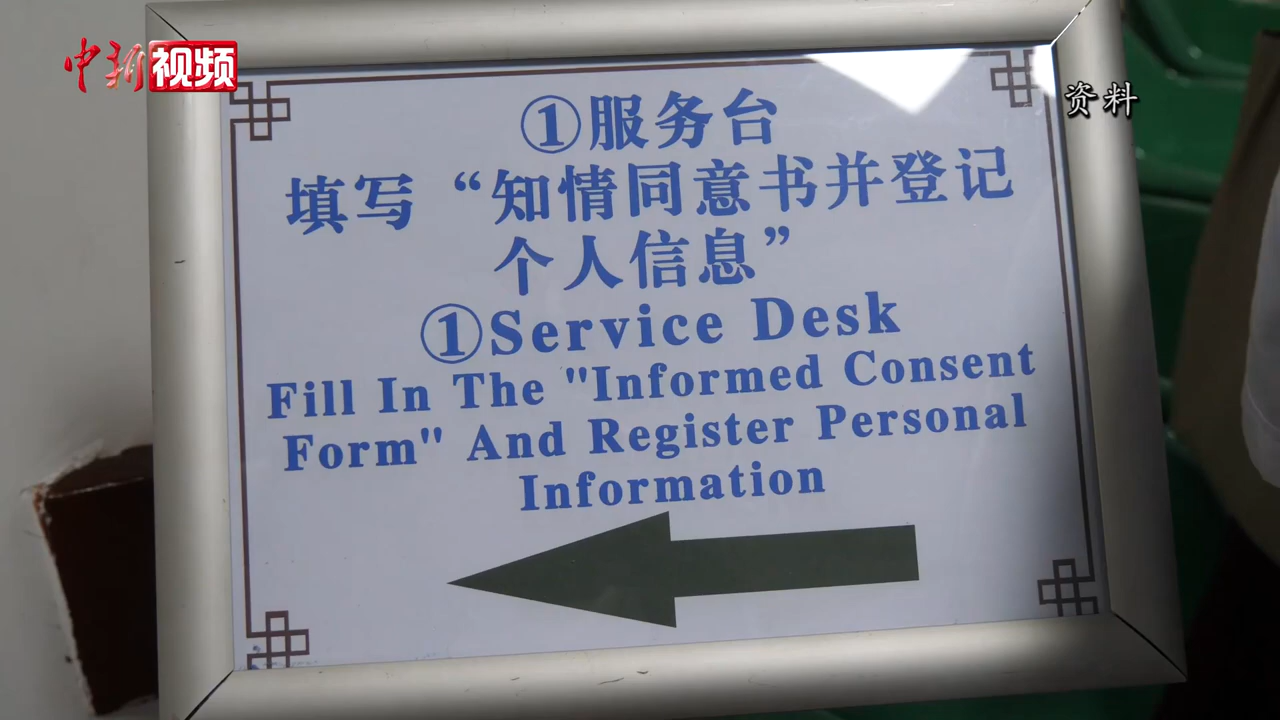 中新视频
资料
①服务台
填写“知情同意书并登记
个人信息”
①Service Desk
Fill In The "Informed Consent
Form" And Register Personal
Information